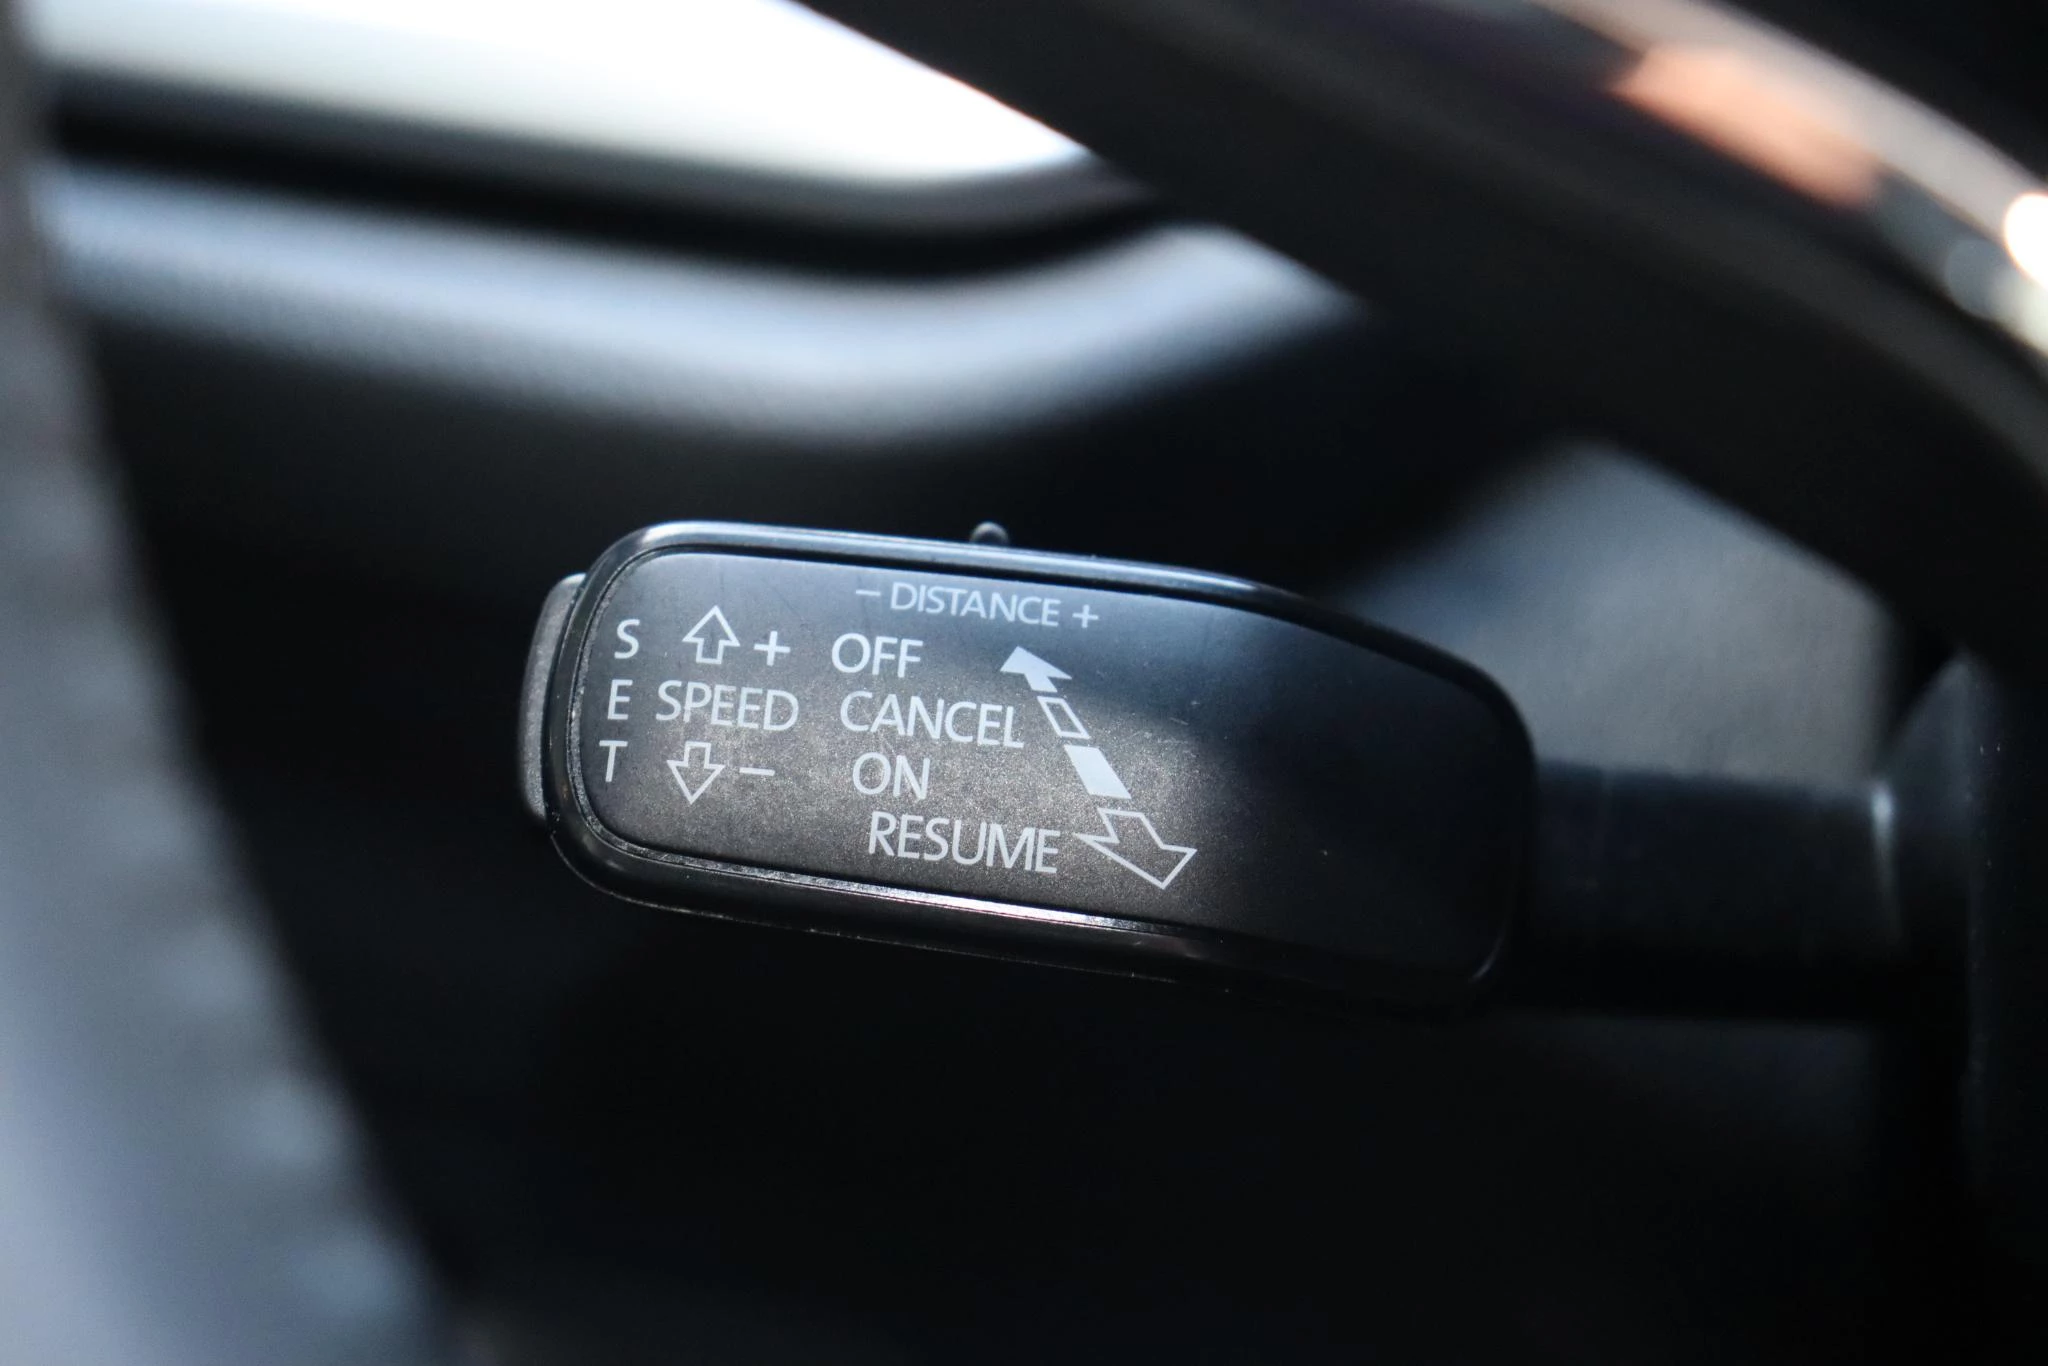 – DISTANCE +
S
E
T
+
SPEED
–
OFF
CANCEL
ON
RESUME